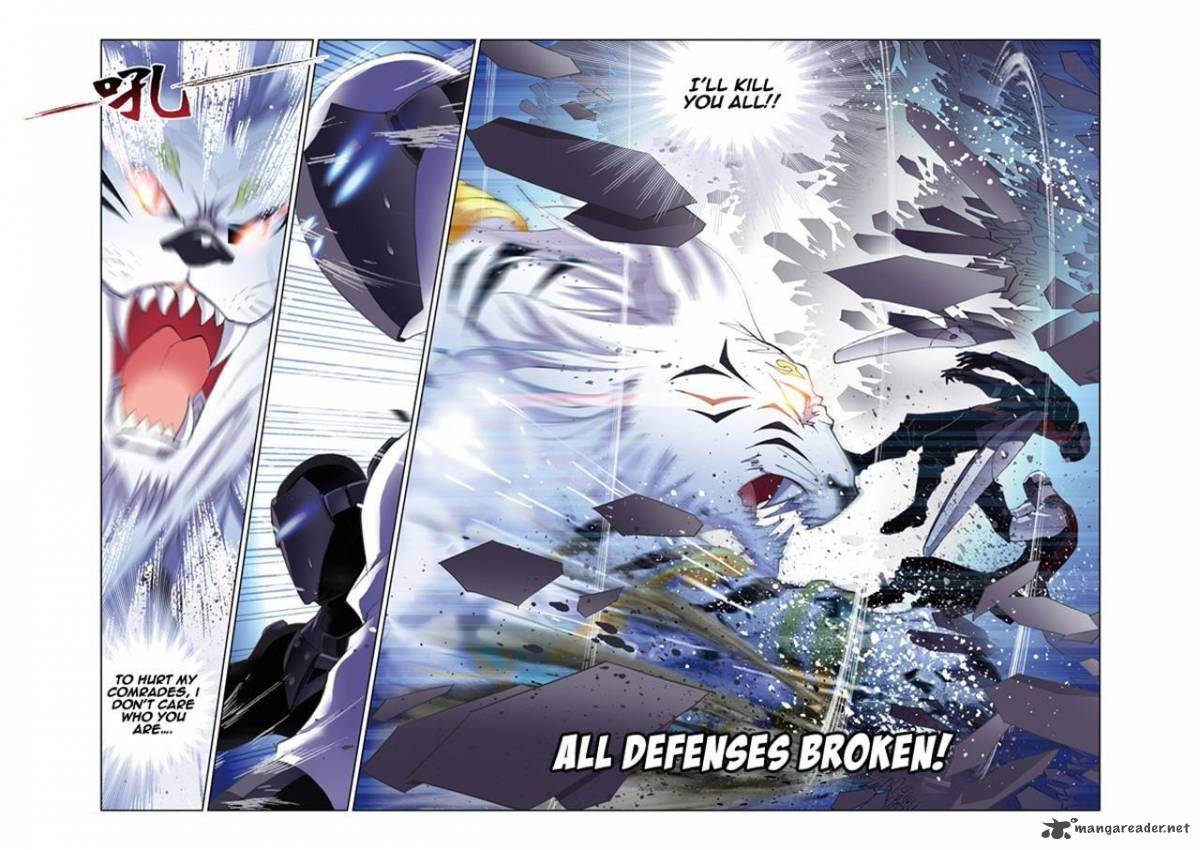 吼
TO HURT MY
COMRADES, I
DON'T CARE
WHO YOU
ARE....
I'LL KILL
YOU ALL!!
ALL DEFENSES BROKEN!
mangareader.net